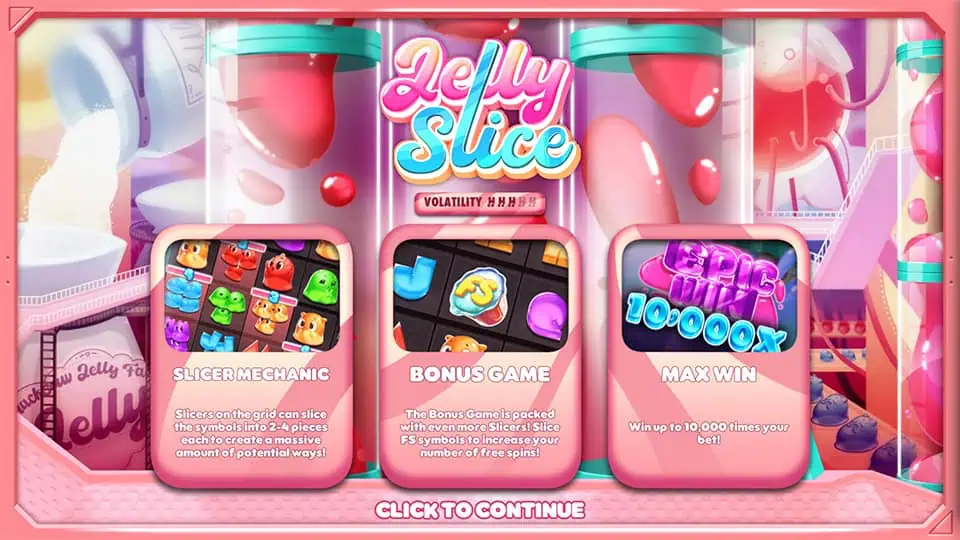 Jelly
Slice
VOLATILITY
FS
EPIC
WIN
10,000X
SLICER MECHANIC
Slicers on the grid can slice
the symbols into 2-4 pieces
each to create a massive
amount of potential ways!
BONUS GAME
The Bonus Game is packed
with even more Slicers! Slice
FS symbols to increase your
number of free spins!
MAX WIN
Win up to 10,000 times your
bet!
Jelly
Jelly
CLICK TO CONTINUE